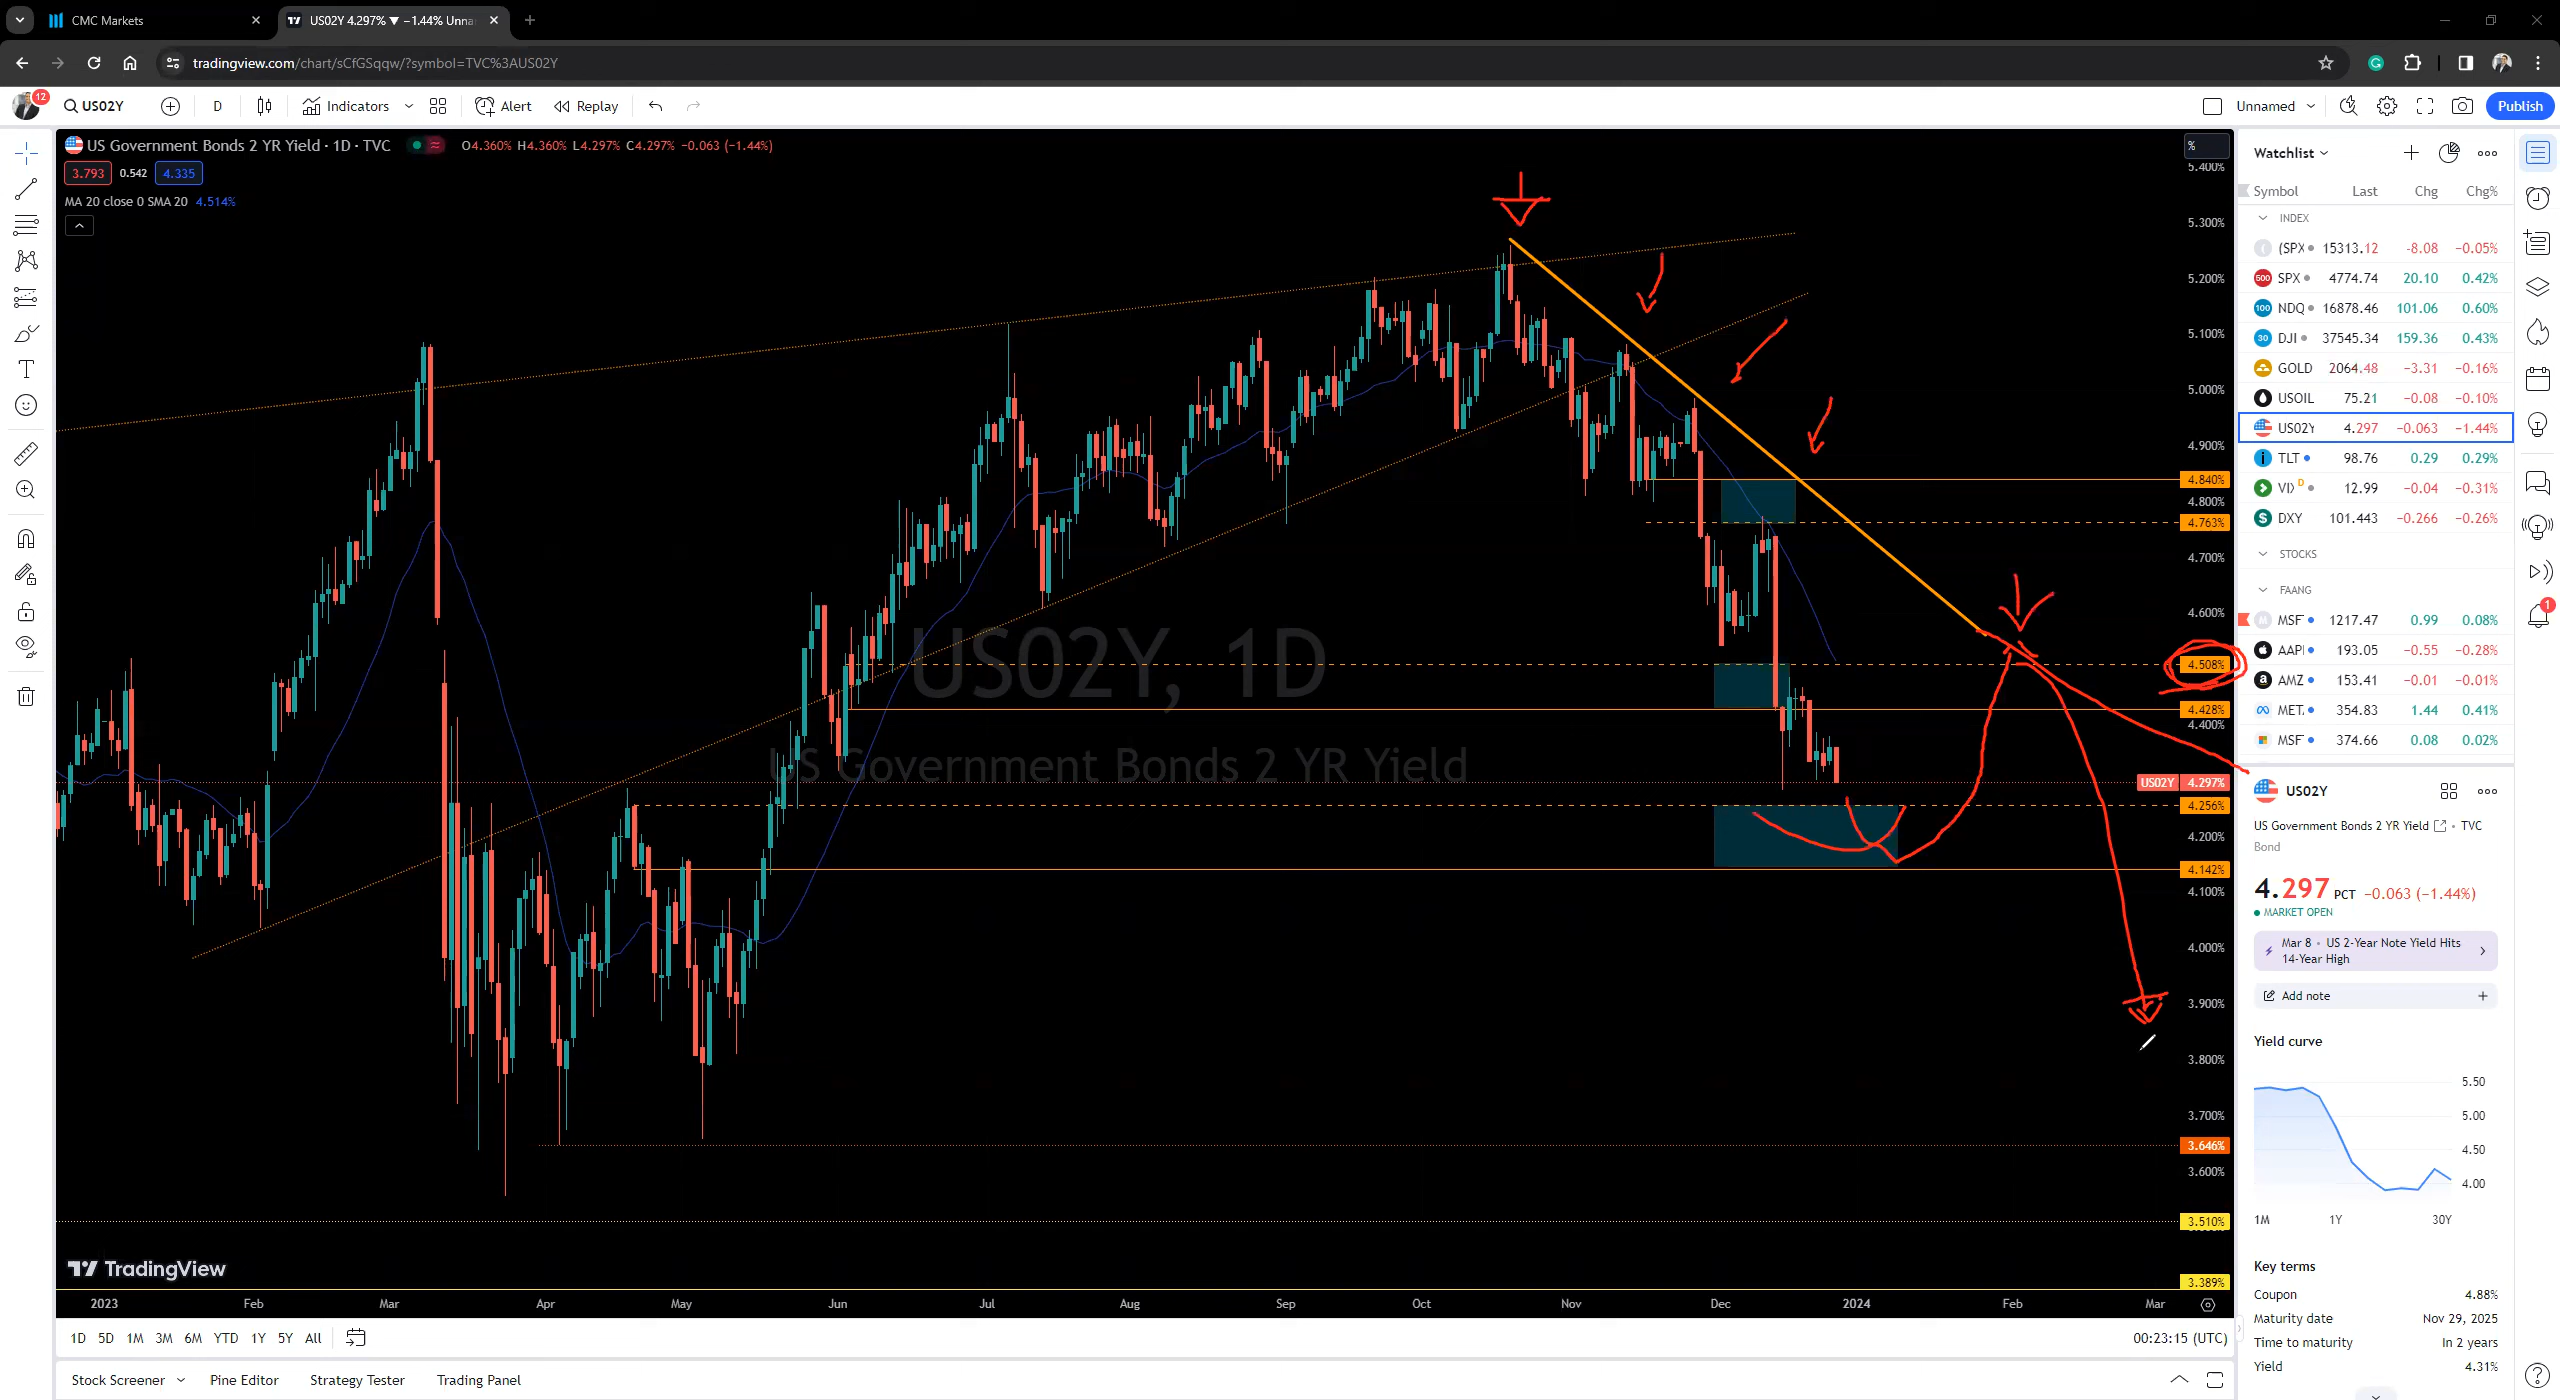 CMC Markets
US02Y 4.297% ▼ −1.44% Unna
tradingview.com/chart/sCfGSqqw/?symbol=TVC%3AUS02Y
12
US02Y
D
Indicators
Alert
Replay
Unnamed
Publish
US Government Bonds 2 YR Yield · 1D · TVC
O4.360% H4.360% L4.297% C4.297% −0.063 (−1.44%)
3.793 0.542 4.335
MA 20 close 0 SMA 20 4.514%
%
5.400%
5.300%
5.200%
5.100%
5.000%
4.900%
4.840%
4.800%
4.763%
4.700%
4.600%
4.508%
4.428%
4.400%
US02Y 4.297%
4.256%
4.200%
4.142%
4.100%
4.000%
3.900%
3.800%
3.700%
3.646%
3.600%
3.510%
3.389%
US02Y, 1D
US Government Bonds 2 YR Yield
TradingView
2023 Feb Mar Apr May Jun Jul Aug Sep Oct Nov Dec 2024 Feb Mar
1D 5D 1M 3M 6M YTD 1Y 5Y All
00:23:15 (UTC)
Stock Screener Pine Editor Strategy Tester Trading Panel
Watchlist
Symbol Last Chg Chg%
INDEX
(SPX 15313.12 −8.08 −0.05%
500 SPX 4774.74 20.10 0.42%
100 NDQ 16878.46 101.06 0.60%
30 DJI 37545.34 159.36 0.43%
GOLD 2064.48 −3.31 −0.16%
USOIL 75.21 −0.08 −0.10%
US02Y 4.297 −0.063 −1.44%
TLT 98.76 0.29 0.29%
VIX D 12.99 −0.04 −0.31%
DXY 101.443 −0.266 −0.26%
STOCKS
FAANG
M MSF 1217.47 0.99 0.08%
AAPL 193.05 −0.55 −0.28%
AMZ 153.41 −0.01 −0.01%
MET. 354.83 1.44 0.41%
MSF 374.66 0.08 0.02%
1
US02Y
US Government Bonds 2 YR Yield · TVC
Bond
4.297 PCT −0.063 (−1.44%)
MARKET OPEN
Mar 8 · US 2-Year Note Yield Hits
14-Year High
Add note
Yield curve
5.50
5.00
4.50
4.00
1M 1Y 30Y
Key terms
Coupon 4.88%
Maturity date Nov 29, 2025
Time to maturity In 2 years
Yield 4.31%